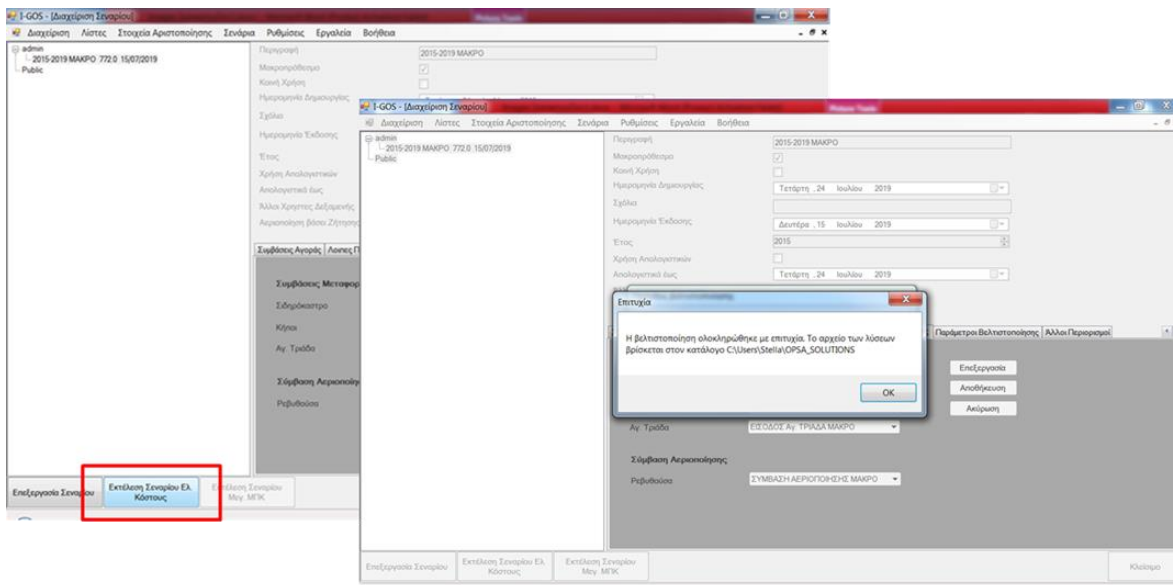 I-GOS - [Διαχείριση Σεναρίου]
Διαχείριση Λίστες Στοιχεία Αριστοποίησης Σενάρια Ρυθμίσεις Εργαλεία Βοήθεια
admin
2015-2019 ΜΑΚΡΟ 772.0 15/07/2019
Public
Περιγραφή 2015-2019 ΜΑΚΡΟ
Μακροπρόθεσμο
Κοινή Χρήση
Ημερομηνία Δημιουργίας
Σχόλια
Ημερομηνία Έκδοσης
Έτος
Χρήση Απολογιστικών
Απολογιστικά έως
Άλλοι Χρηστες Δεξαμενής
Αεριοποίηση βάσει Ζήτησης
Συμβάσεις Αγοράς Λοιπες Π
Συμβάσεις Μεταφορ
Σιδηρόκαστρο
Κήποι
Αγ. Τριάδα
Σύμβαση Αεριοποίη
Ρεβυθούσα
Επεξεργασία Σεναρίου
Εκτέλεση Σεναρίου Ελ.
Κόστους
Εκτέλεση Σεναρίου
Μεγ. ΜΠΚ
I-GOS - [Διαχείριση Σεναρίου]
Διαχείριση Λίστες Στοιχεία Αριστοποίησης Σενάρια Ρυθμίσεις Εργαλεία Βοήθεια
admin
2015-2019 ΜΑΚΡΟ 772.0 15/07/2019
Public
Περιγραφή 2015-2019 ΜΑΚΡΟ
Μακροπρόθεσμο
Κοινή Χρήση
Ημερομηνία Δημιουργίας Τετάρτη , 24 Ιουλίου 2019
Σχόλια
Ημερομηνία Έκδοσης Δευτέρα , 15 Ιουλίου 2019
Έτος 2015
Χρήση Απολογιστικών
Απολογιστικά έως Τετάρτη , 24 Ιουλίου 2019
Επιτυχία
Η βελτιστοποίηση ολοκληρώθηκε με επιτυχία. Το αρχείο των λύσεων
βρίσκεται στον κατάλογο C:\Users\Stella\OPSA_SOLUTIONS
OK
Παράμετροι Βελτιστοποίησης Άλλοι Περιορισμοί
Επεξεργασία
Αποθήκευση
Ακύρωση
Αγ. Τριάδα ΕΙΣΟΔΟΣ Αγ. ΤΡΙΑΔΑ ΜΑΚΡΟ
Σύμβαση Αεριοποίησης
Ρεβυθούσα ΣΥΜΒΑΣΗ ΑΕΡΙΟΠΟΙΗΣΗΣ ΜΑΚΡΟ
Επεξεργασία Σεναρίου
Εκτέλεση Σεναρίου Ελ.
Κόστους
Εκτέλεση Σεναρίου
Μεγ. ΜΠΚ
Κλείσιμο